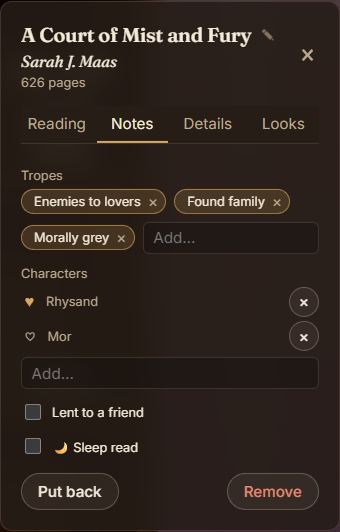 A Court of Mist and Fury
Sarah J. Maas
626 pages
Reading Notes Details Looks
Tropes
Enemies to lovers × Found family ×
Morally grey × Add...
Characters
Rhysand
Mor
Add...
Lent to a friend
Sleep read
Put back Remove